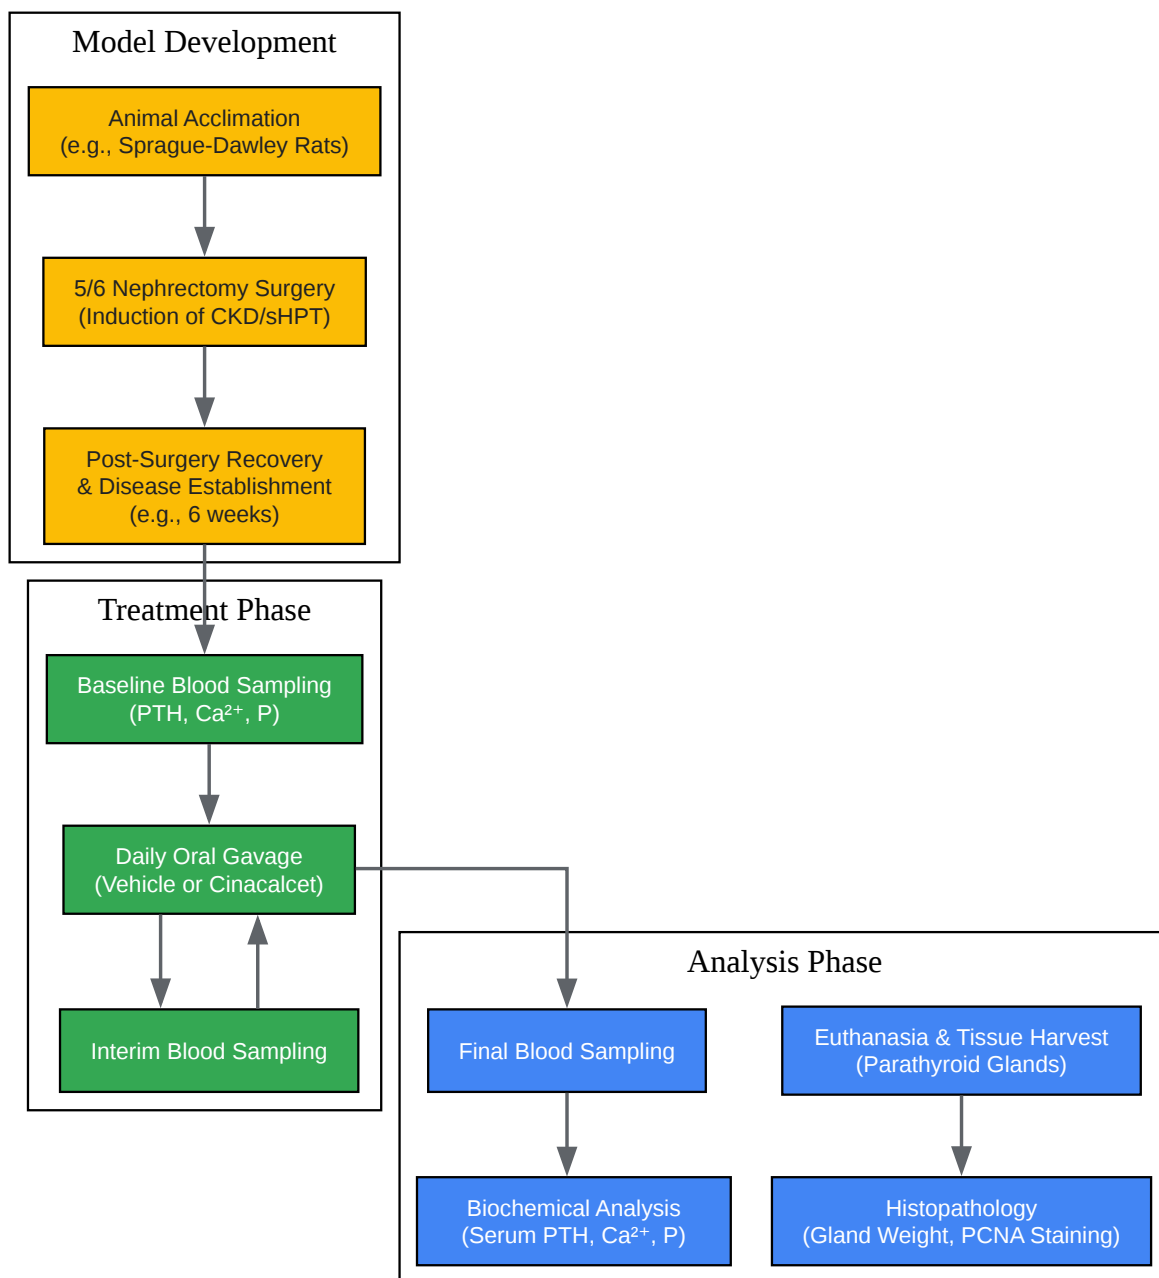 Model Development
Animal Acclimation
(e.g., Sprague-Dawley Rats)
5/6 Nephrectomy Surgery
(Induction of CKD/sHPT)
Post-Surgery Recovery
& Disease Establishment
(e.g., 6 weeks)
Treatment Phase
Baseline Blood Sampling
(PTH, Ca²⁺, P)
Daily Oral Gavage
(Vehicle or Cinacalcet)
Interim Blood Sampling
Analysis Phase
Final Blood Sampling
Euthanasia & Tissue Harvest
(Parathyroid Glands)
Biochemical Analysis
(Serum PTH, Ca²⁺, P)
Histopathology
(Gland Weight, PCNA Staining)